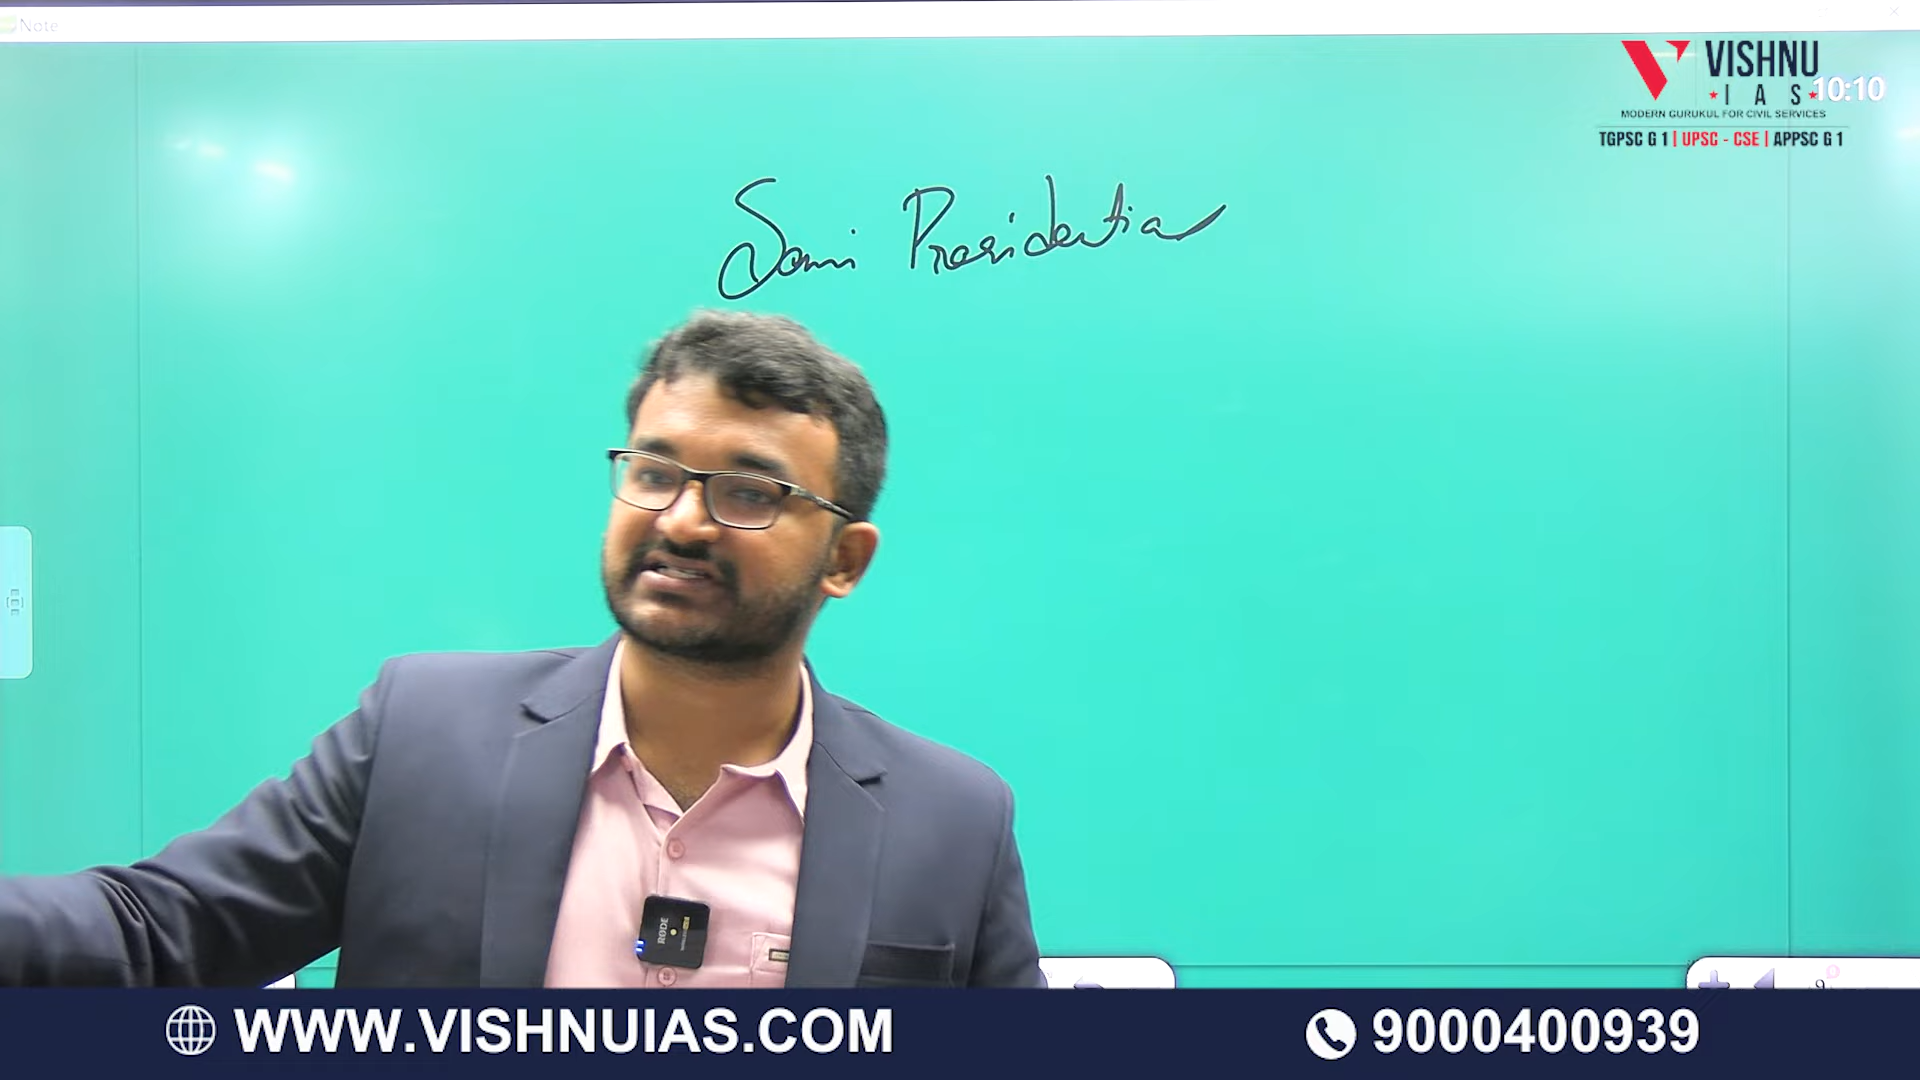 Note
VISHNU
IAS
10:10
MODERN GURUKUL FOR CIVIL SERVICES
TGPSC G 1 | UPSC - CSE | APPSC G 1
Semi Presidential
RODE
WWW.VISHNUIAS.COM
9000400939